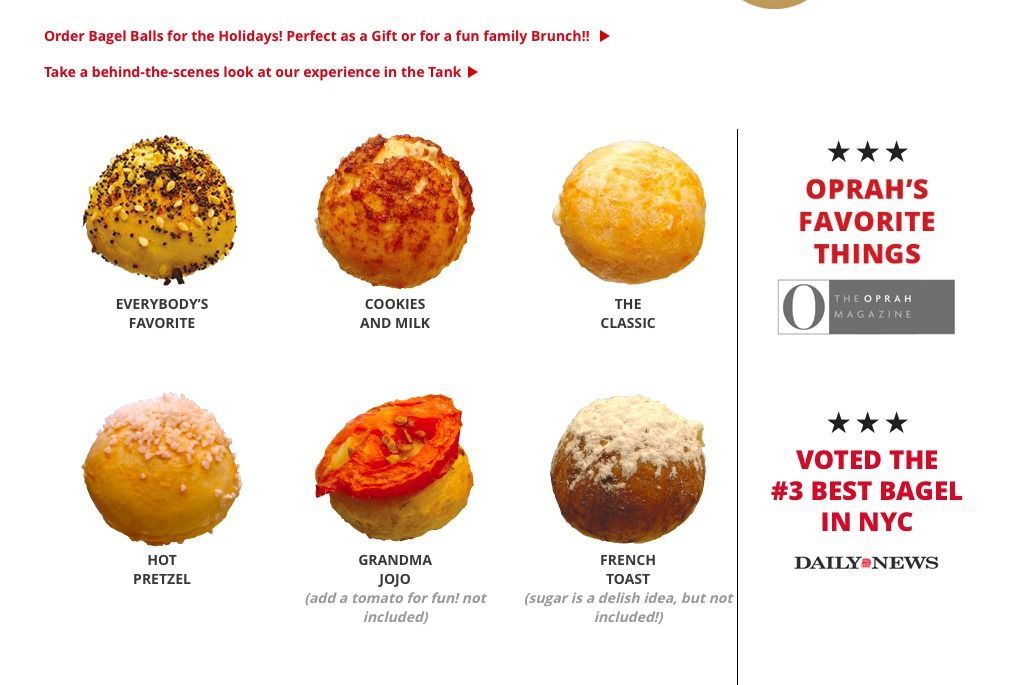 Order Bagel Balls for the Holidays! Perfect as a Gift or for a fun family Brunch!!
Take a behind-the-scenes look at our experience in the Tank
EVERYBODY’S
FAVORITE
COOKIES
AND MILK
THE
CLASSIC
HOT
PRETZEL
GRANDMA
JOJO
(add a tomato for fun! not
included)
FRENCH
TOAST
(sugar is a delish idea, but not
included!)
OPRAH’S
FAVORITE
THINGS
O THE OPRAH
MAGAZINE
VOTED THE
#3 BEST BAGEL
IN NYC
DAILY NEWS